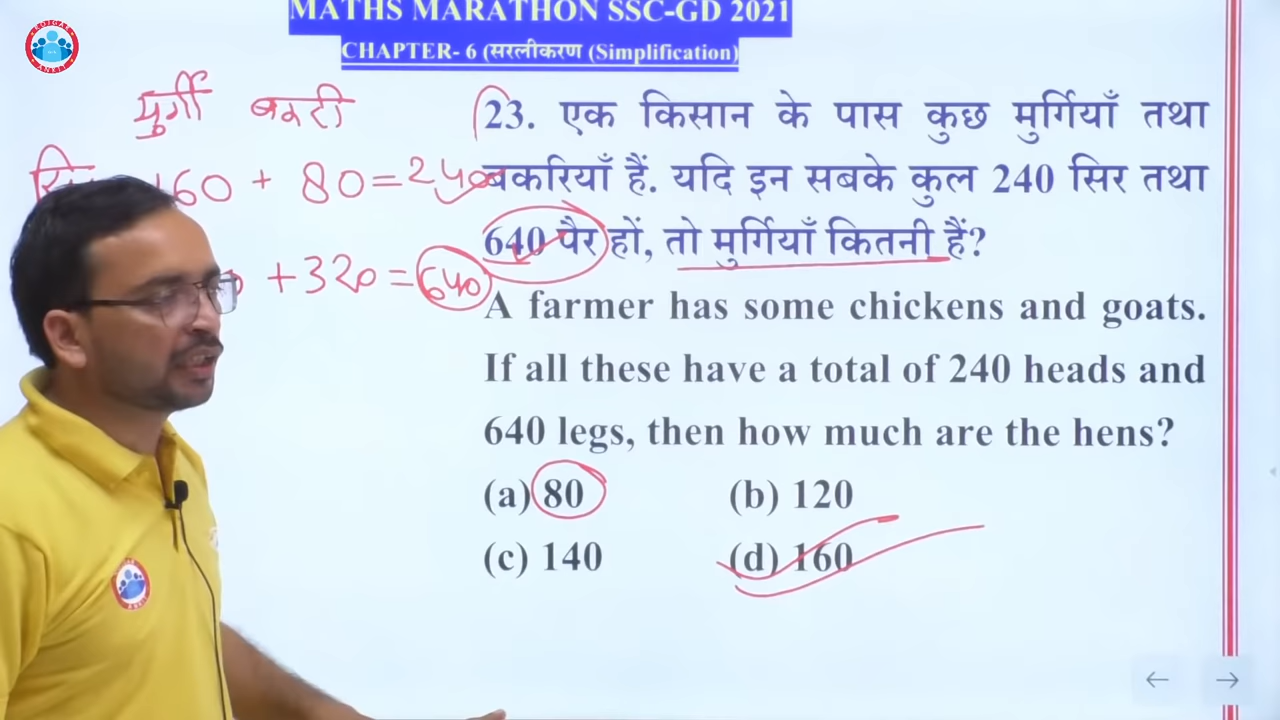 MATHS MARATHON SSC-GD 2021
CHAPTER- 6 (सरलीकरण (Simplification)
मुर्गी बकरी
160 + 80 = 240
+320 = 640
23. एक किसान के पास कुछ मुर्गियाँ तथा
बकरियाँ हैं. यदि इन सबके कुल 240 सिर तथा
640 पैर हों, तो मुर्गियाँ कितनी हैं?
A farmer has some chickens and goats.
If all these have a total of 240 heads and
640 legs, then how much are the hens?
(a) 80 (b) 120
(c) 140 (d) 160